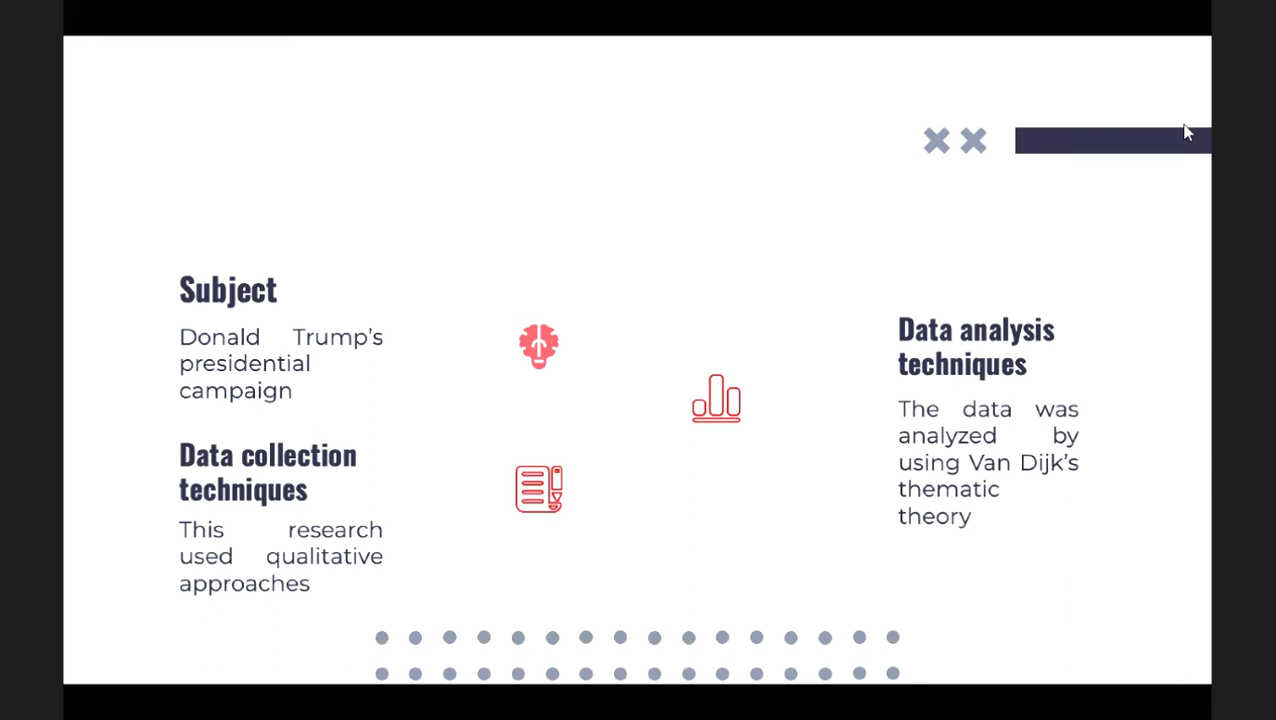 Subject
Donald Trump's
presidential
campaign
Data collection
techniques
This research
used qualitative
approaches
Data analysis
techniques
The data was
analyzed by
using Van Dijk's
thematic
theory